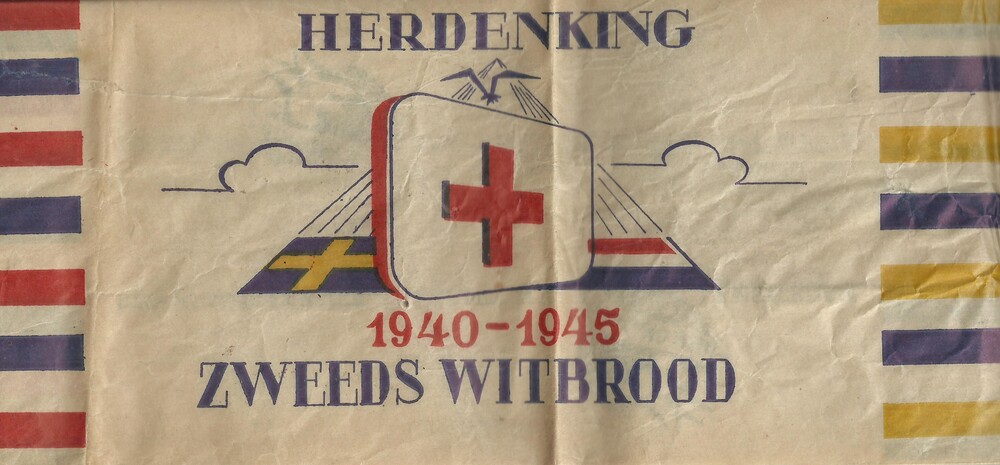 HERDENKING
1940-1945
ZWEEDS WITBROOD